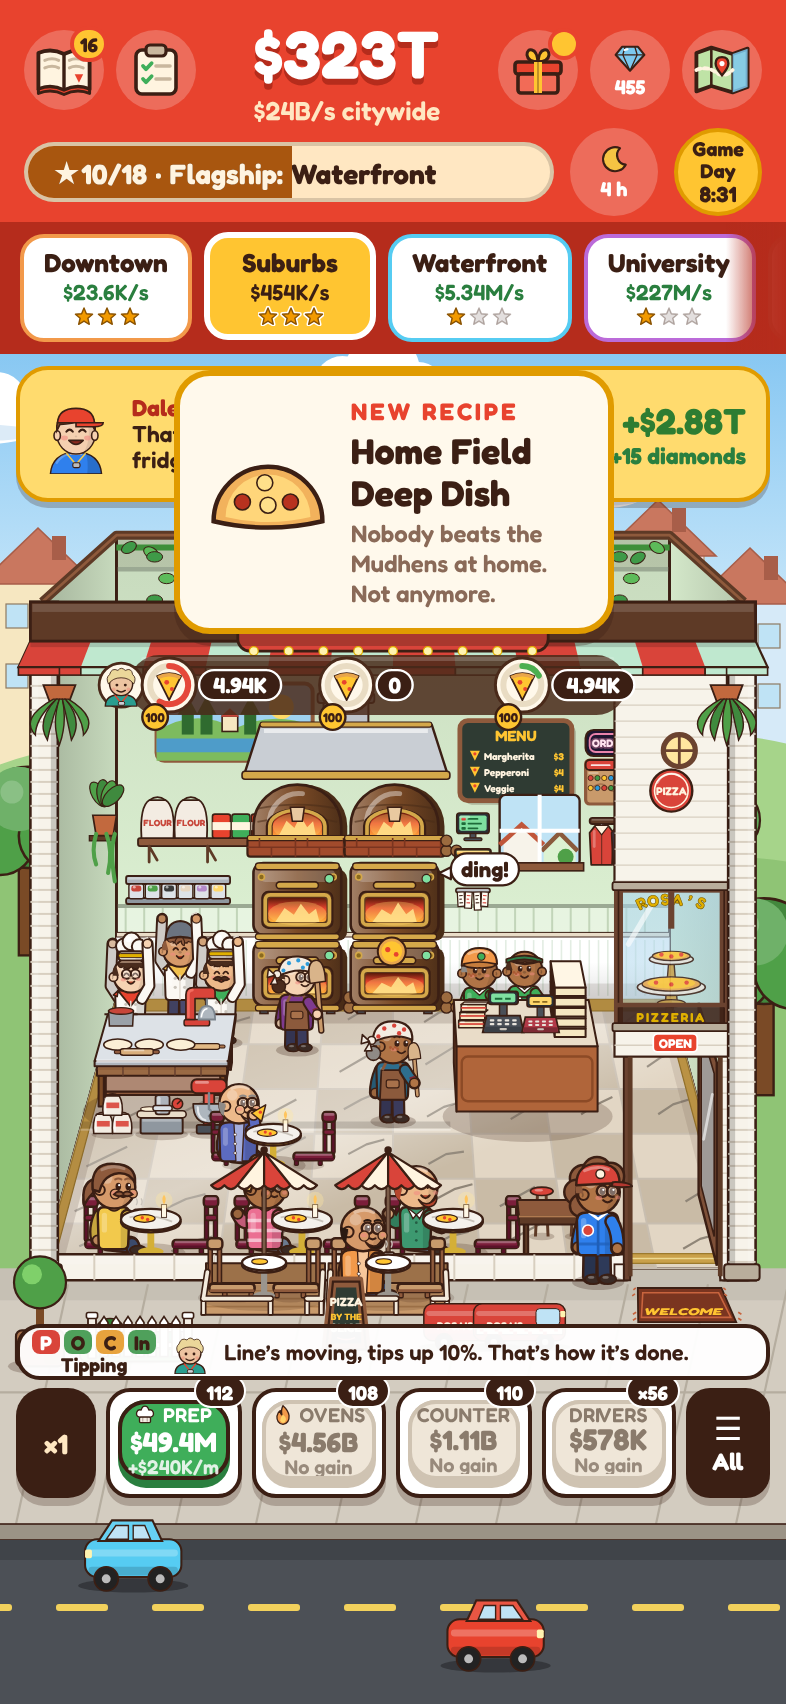 16
$323T
$24B/s citywide
455
★10/18 · Flagship: Waterfront
4 h
Game
Day
8:31
Downtown
$23.6K/s
Suburbs
$454K/s
Waterfront
$5.34M/s
University
$227M/s
Dale
+$2.88T
+15 diamonds
NEW RECIPE
Home Field
Deep Dish
Nobody beats the
Mudhens at home.
Not anymore.
4.94K
0
4.94K
100
100
100
MENU
Margherita $3
Pepperoni $4
Veggie $4
ORD
PIZZA
FLOUR FLOUR
ding!
ROSA'S
PIZZERIA
OPEN
PIZZA
BY THE
WELCOME
P O C In
Tipping
Line's moving, tips up 10%. That's how it's done.
x1
112
PREP
$49.4M
+$240K/m
108
OVENS
$4.56B
No gain
110
COUNTER
$1.11B
No gain
x56
DRIVERS
$578K
No gain
All